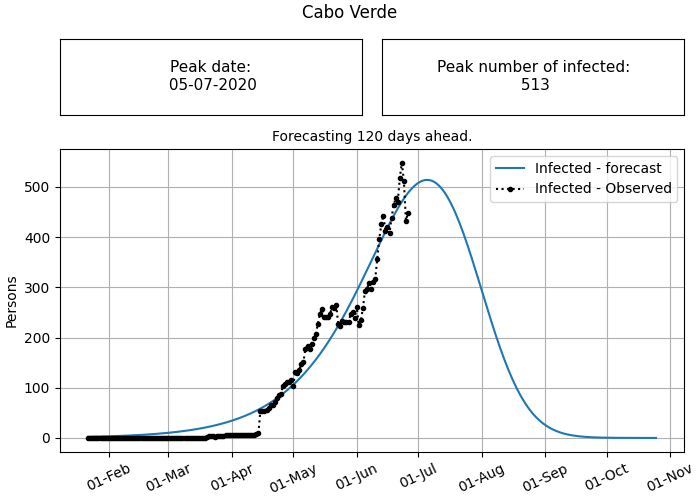 Cabo Verde
Peak date:
05-07-2020
Peak number of infected:
513
Forecasting 120 days ahead.
Infected - forecast
Infected - Observed
Persons
500
400
300
200
100
0
01-Feb
01-Mar
01-Apr
01-May
01-Jun
01-Jul
01-Aug
01-Sep
01-Oct
01-Nov